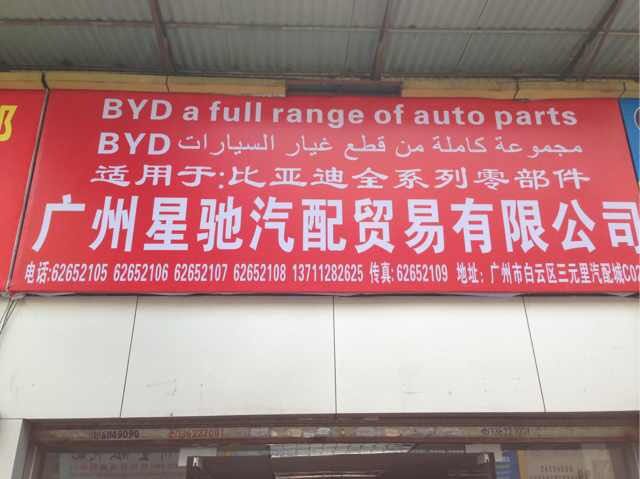 BYD a full range of auto parts
مجموعة كاملة من قطع غيار السيارات BYD
适用于:比亚迪全系列零部件
广州星驰汽配贸易有限公司
电话:62652105 62652106 62652107 62652108 13711282625 传真:62652109 地址: 广州市白云区三元里汽配城C02